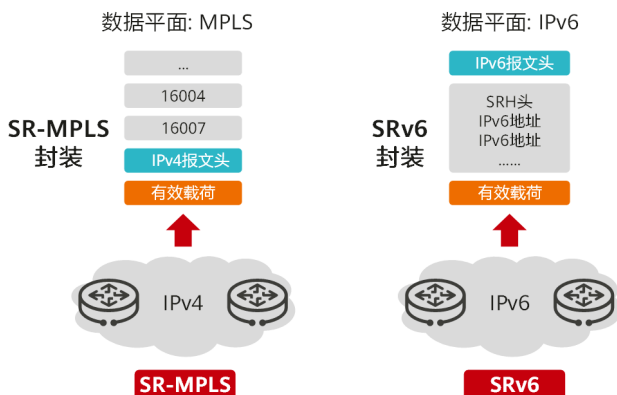 数据平面: MPLS
...
16004
16007
IPv4报文头
有效载荷
SR-MPLS
封装
IPv4
SR-MPLS
数据平面: IPv6
IPv6报文头
SRH头
IPv6地址
IPv6地址
......
有效载荷
SRv6
封装
IPv6
SRv6